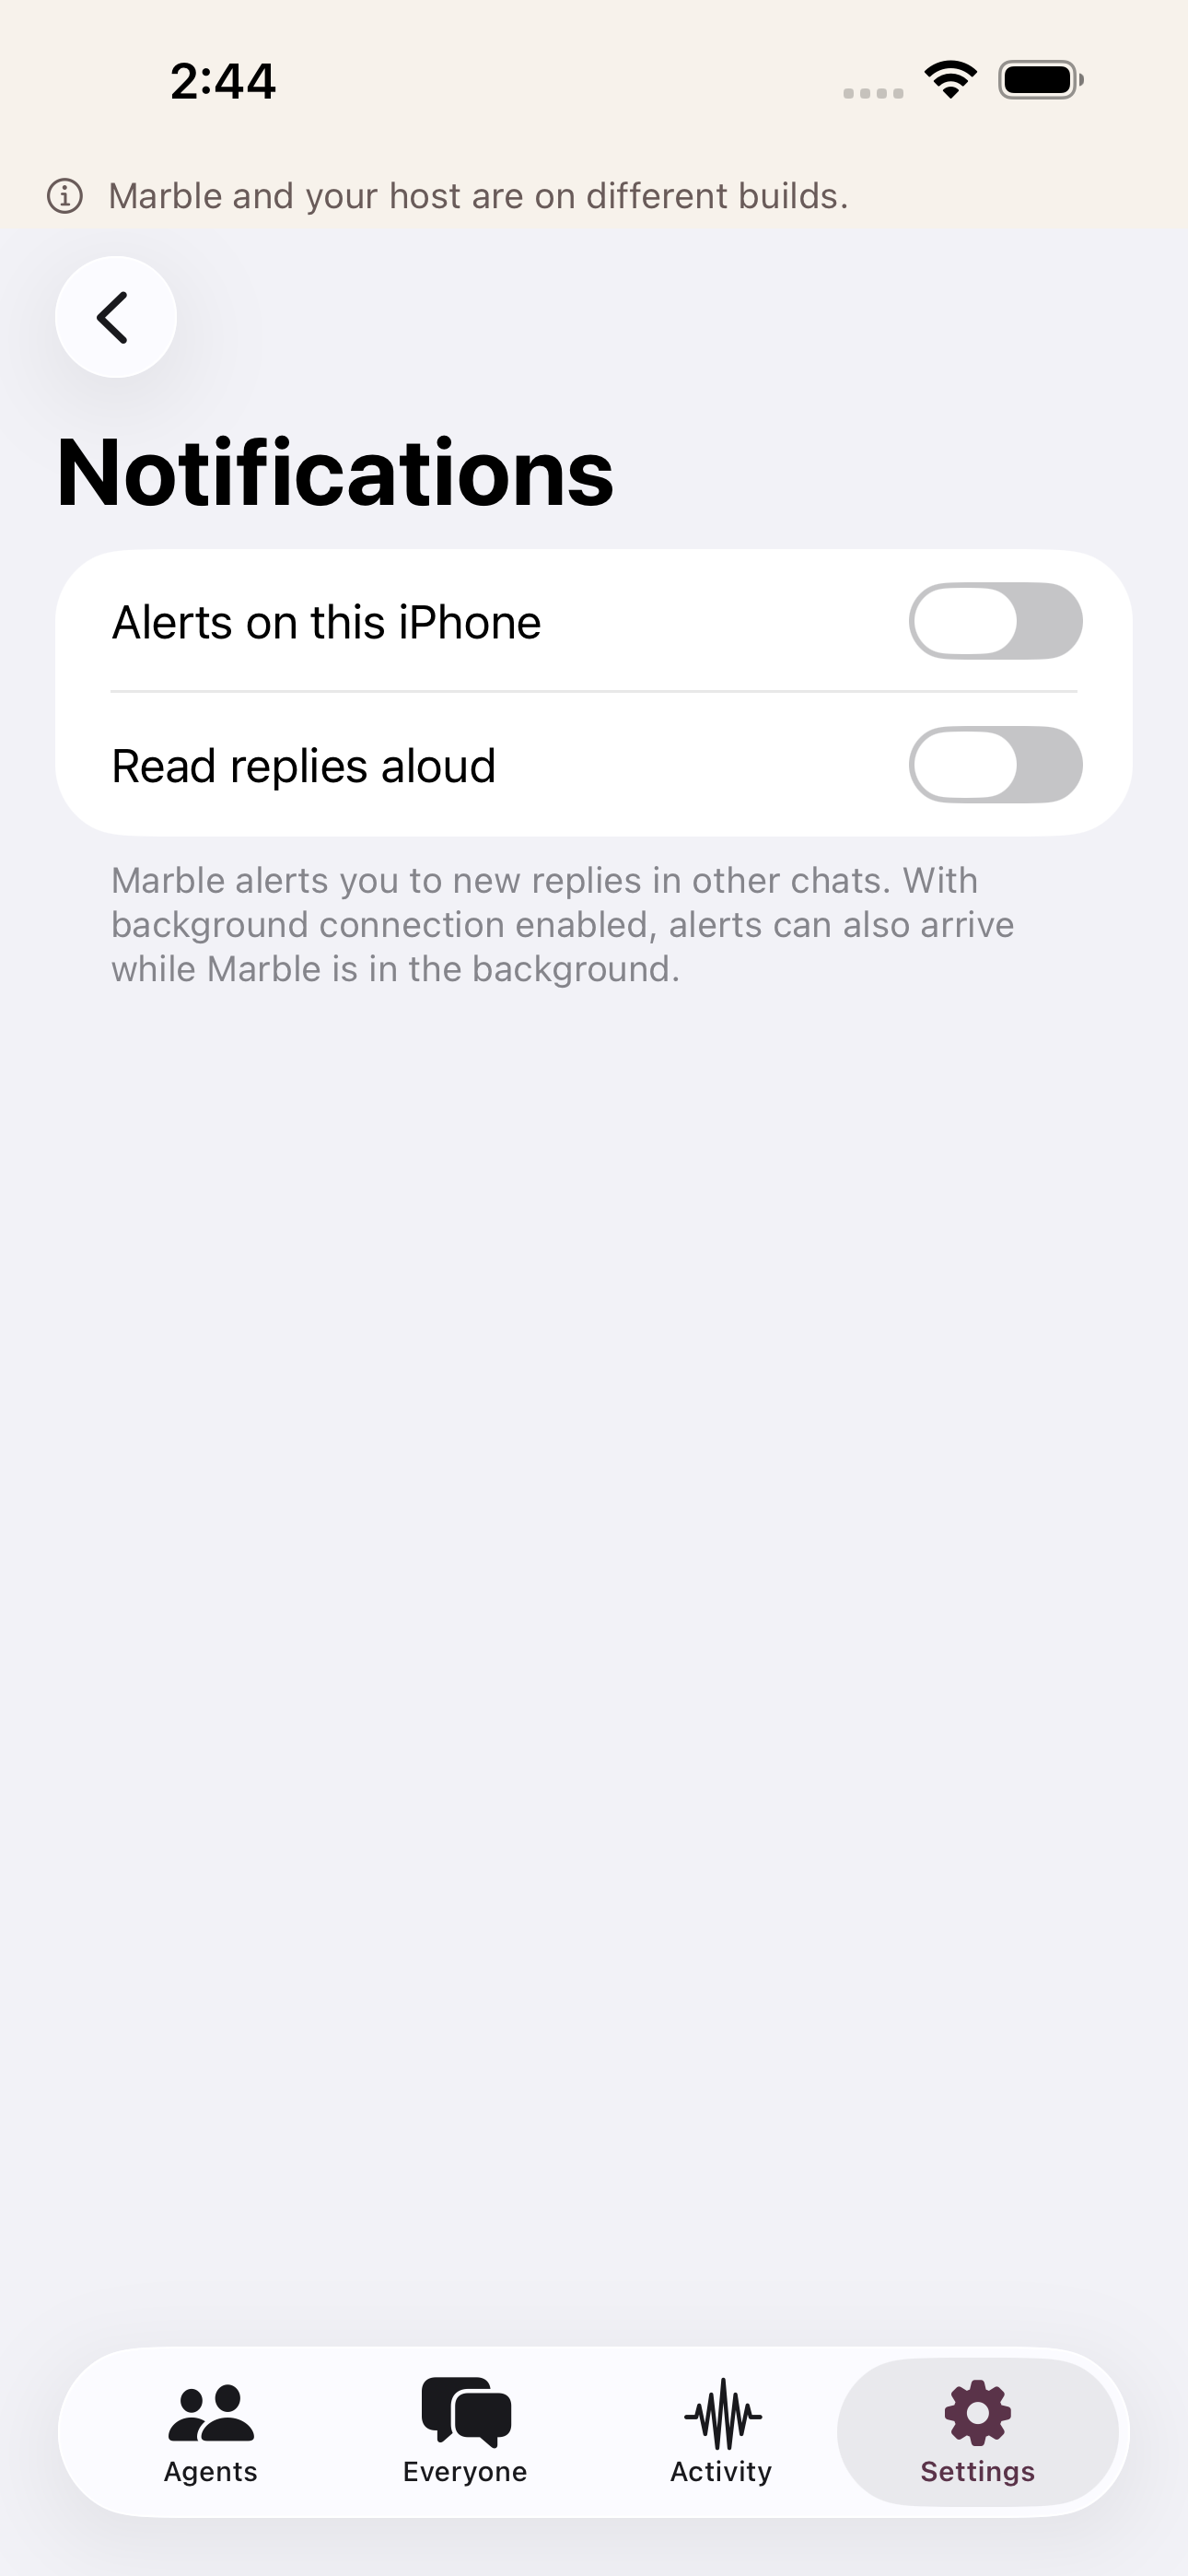 2:44
Marble and your host are on different builds.
Notifications
Alerts on this iPhone
Read replies aloud
Marble alerts you to new replies in other chats. With
background connection enabled, alerts can also arrive
while Marble is in the background.
Agents
Everyone
Activity
Settings